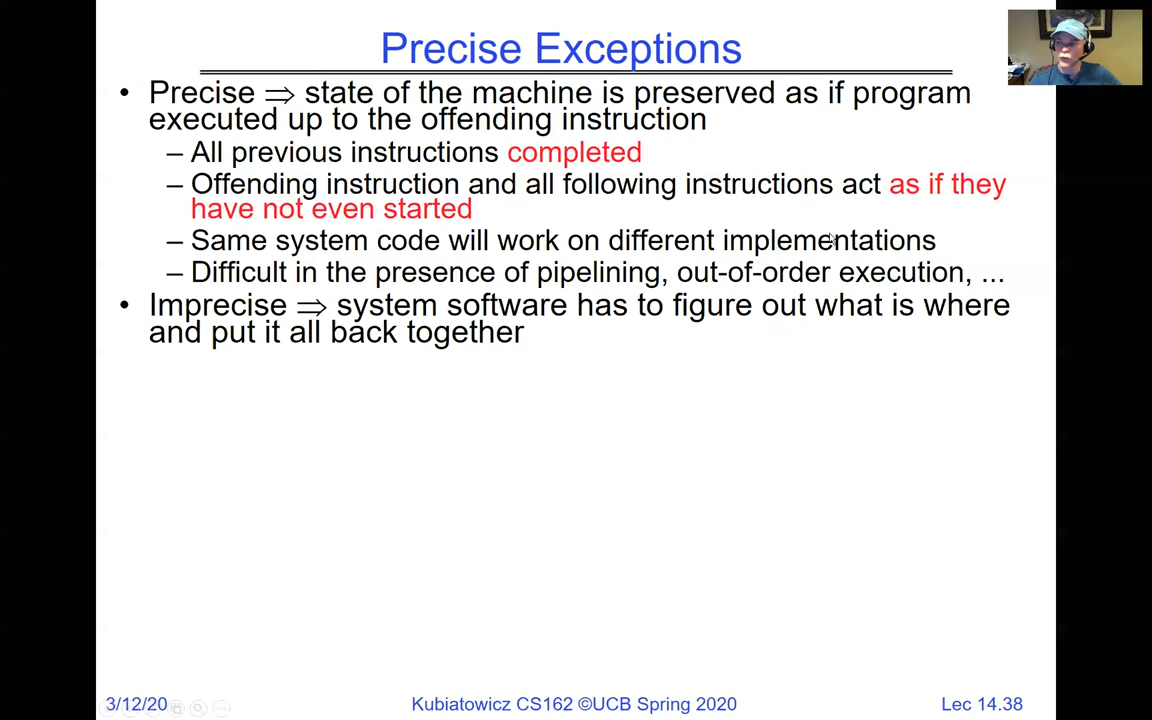 Precise Exceptions
• Precise ⇒ state of the machine is preserved as if program
executed up to the offending instruction
– All previous instructions completed
– Offending instruction and all following instructions act as if they
have not even started
– Same system code will work on different implementations
– Difficult in the presence of pipelining, out-of-order execution, ...
• Imprecise ⇒ system software has to figure out what is where
and put it all back together
3/12/20
Kubiatowicz CS162 ©UCB Spring 2020
Lec 14.38